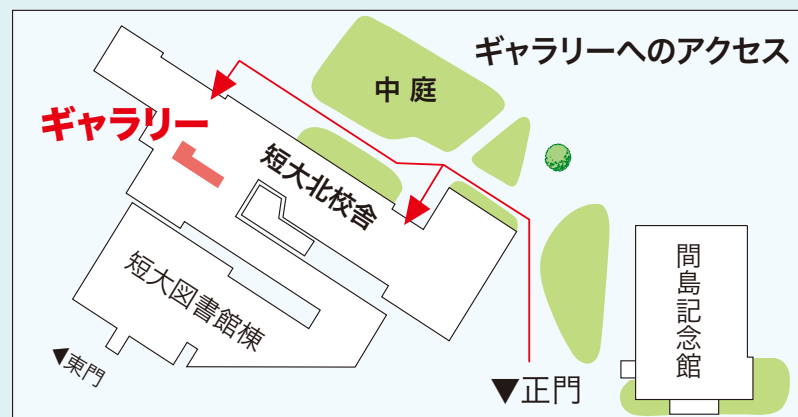 ギャラリーへのアクセス
中庭
ギャラリー
短大北校舎
短大図書館棟
間島記念館
▼東門
▼正門